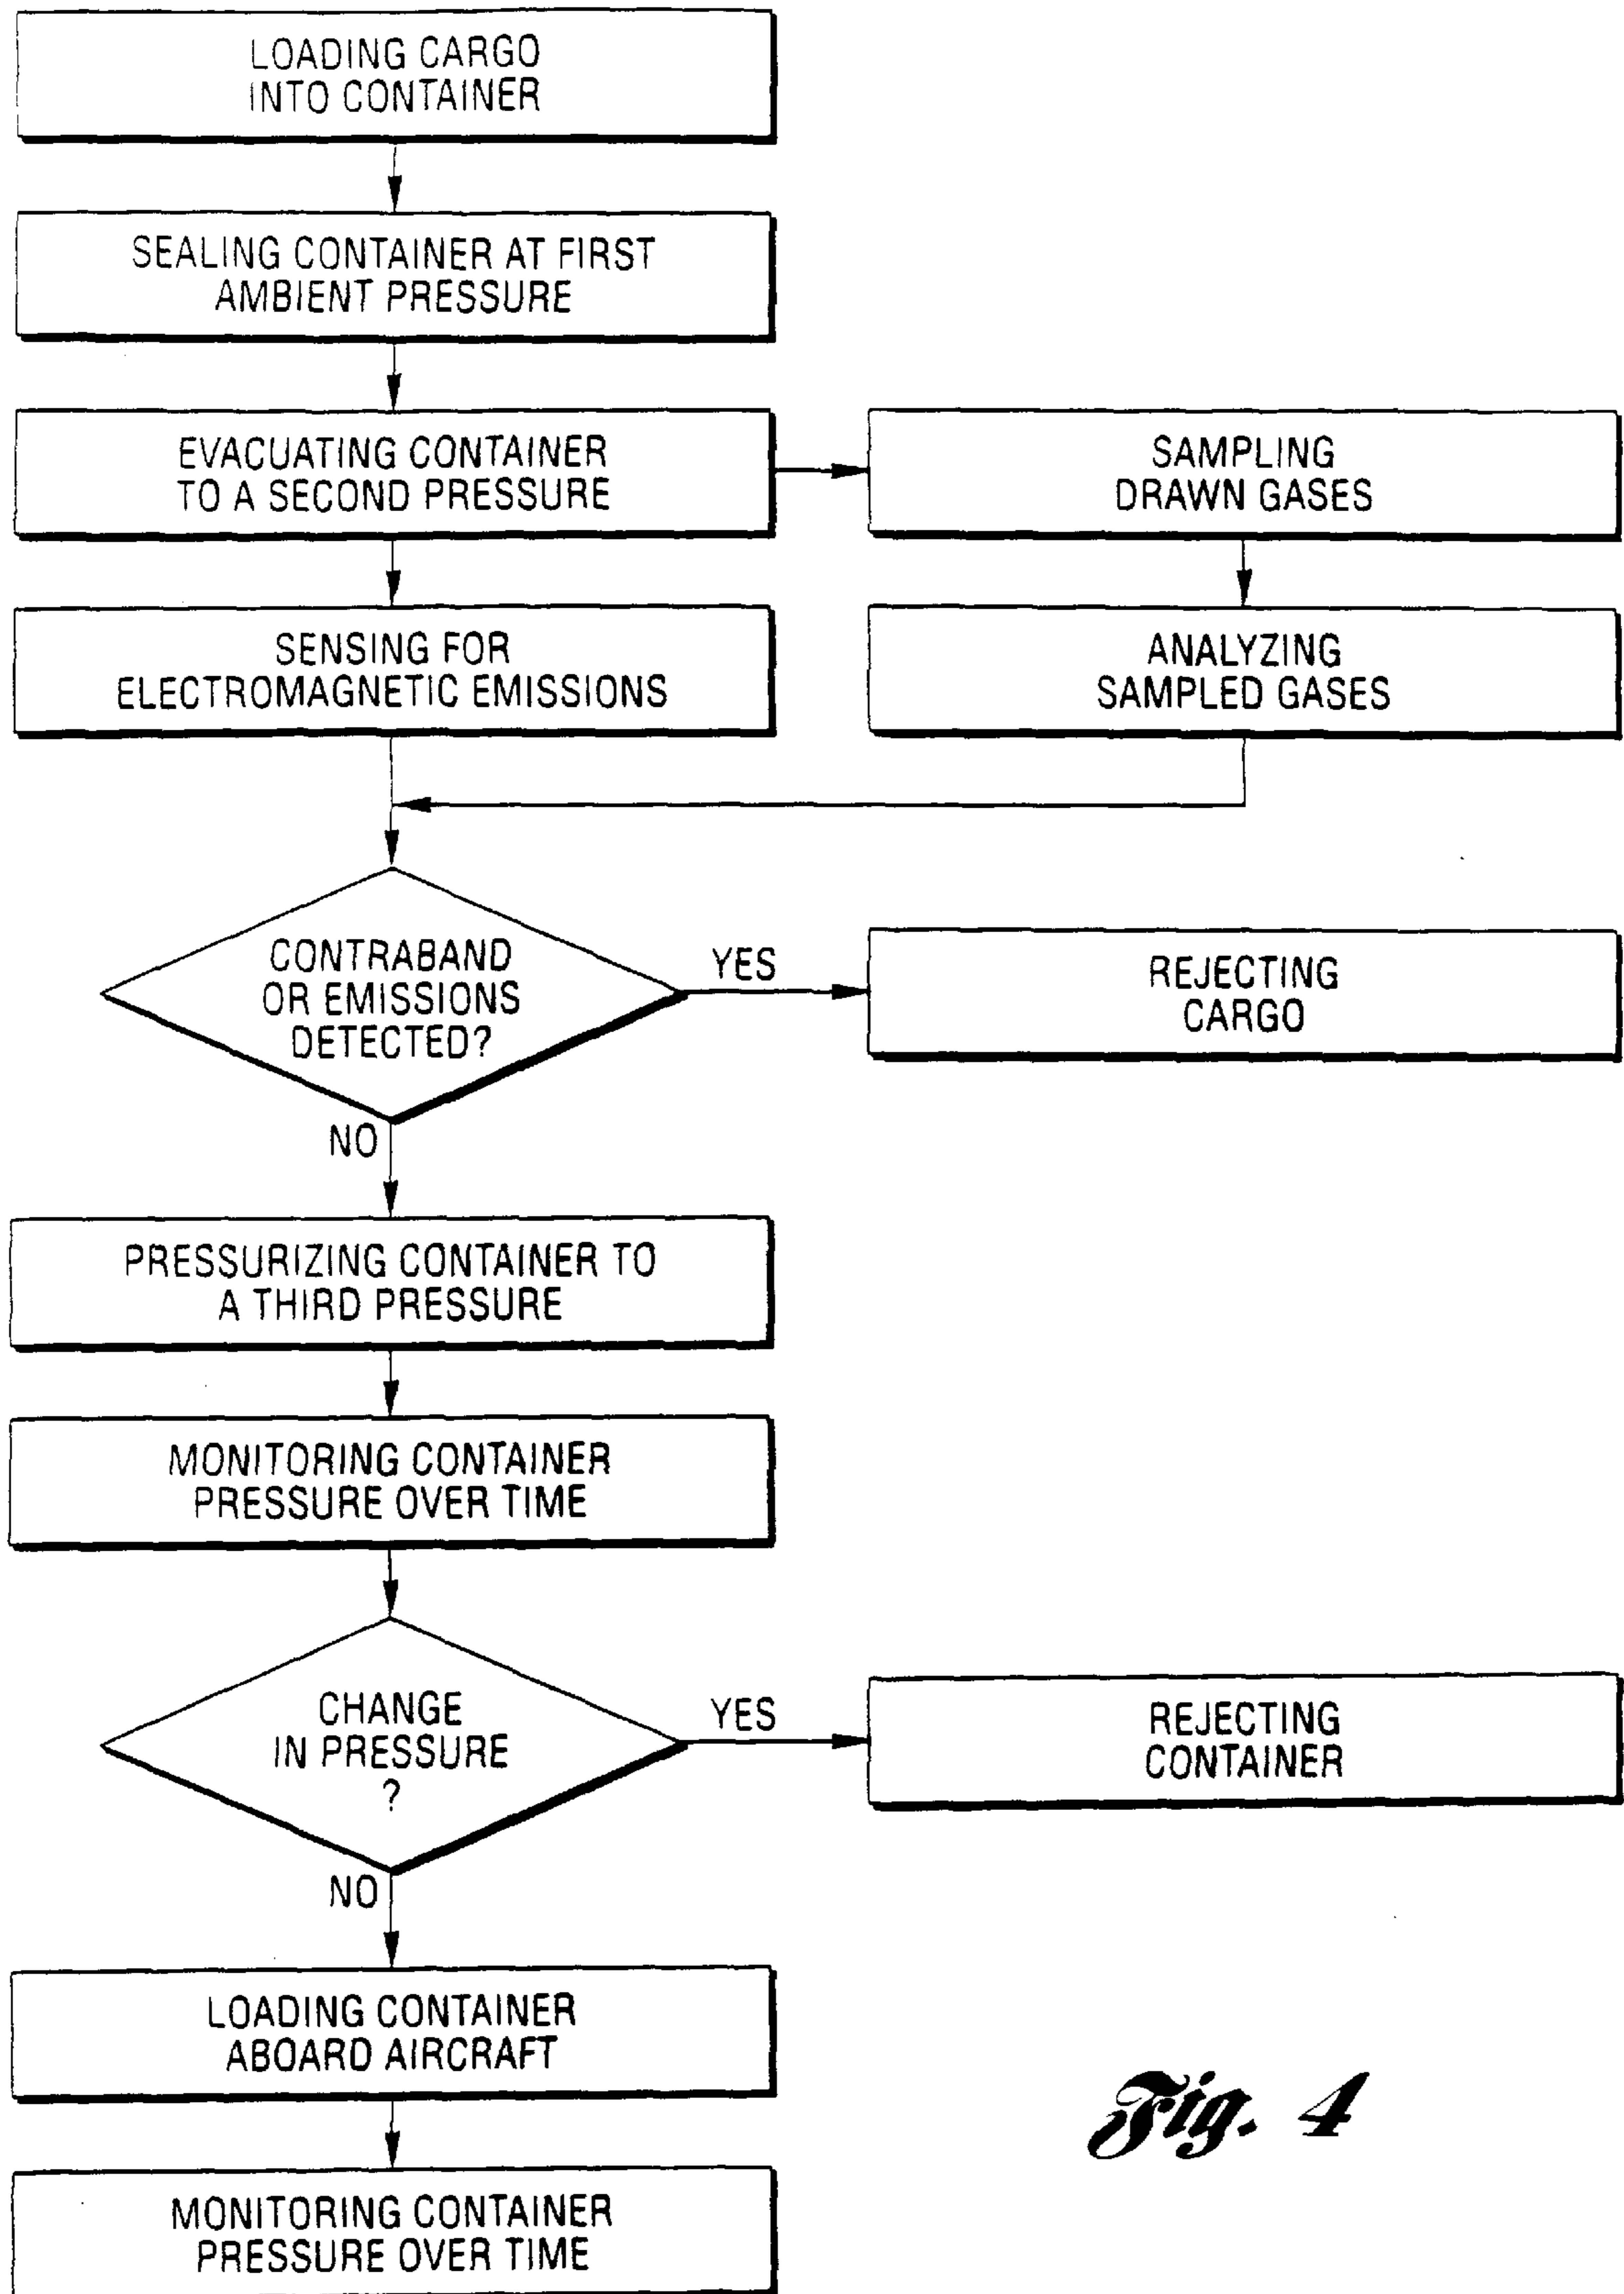 LOADING CARGO
INTO CONTAINER
SEALING CONTAINER AT FIRST
AMBIENT PRESSURE
EVACUATING CONTAINER
TO A SECOND PRESSURE
SAMPLING
DRAWN GASES
SENSING FOR
ELECTROMAGNETIC EMISSIONS
ANALYZING
SAMPLED GASES
CONTRABAND
OR EMISSIONS
DETECTED?
YES
REJECTING
CARGO
NO
PRESSURIZING CONTAINER TO
A THIRD PRESSURE
MONITORING CONTAINER
PRESSURE OVER TIME
CHANGE
IN PRESSURE
?
YES
REJECTING
CONTAINER
NO
LOADING CONTAINER
ABOARD AIRCRAFT
MONITORING CONTAINER
PRESSURE OVER TIME
Fig. 4